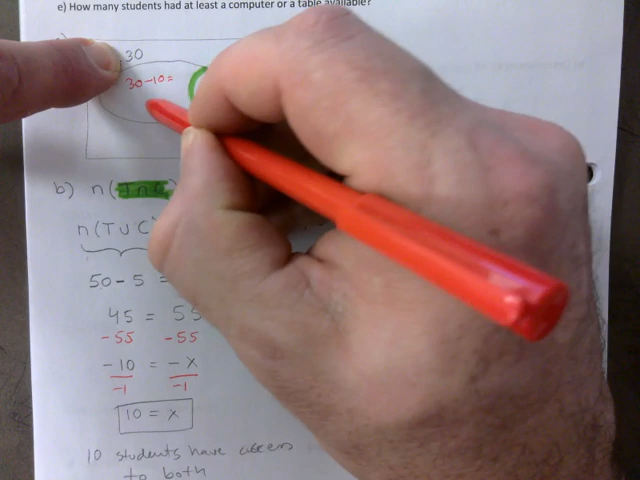 e) How many students had at least a computer or a table available?
30
30-10=
b) n(T∩C)
n(T∪C)
50-5 =
45 = 55
-55 -55
-10 = -x
-1 -1
10 = x
10 students have access
to both